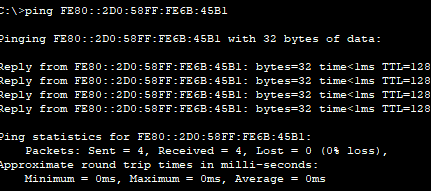 C:\>ping FE80::2D0:58FF:FE6B:45B1
Pinging FE80::2D0:58FF:FE6B:45B1 with 32 bytes of data:
Reply from FE80::2D0:58FF:FE6B:45B1: bytes=32 time<1ms TTL=128
Reply from FE80::2D0:58FF:FE6B:45B1: bytes=32 time<1ms TTL=128
Reply from FE80::2D0:58FF:FE6B:45B1: bytes=32 time<1ms TTL=128
Reply from FE80::2D0:58FF:FE6B:45B1: bytes=32 time<1ms TTL=128
Ping statistics for FE80::2D0:58FF:FE6B:45B1:
Packets: Sent = 4, Received = 4, Lost = 0 (0% loss),
Approximate round trip times in milli-seconds:
Minimum = 0ms, Maximum = 0ms, Average = 0ms